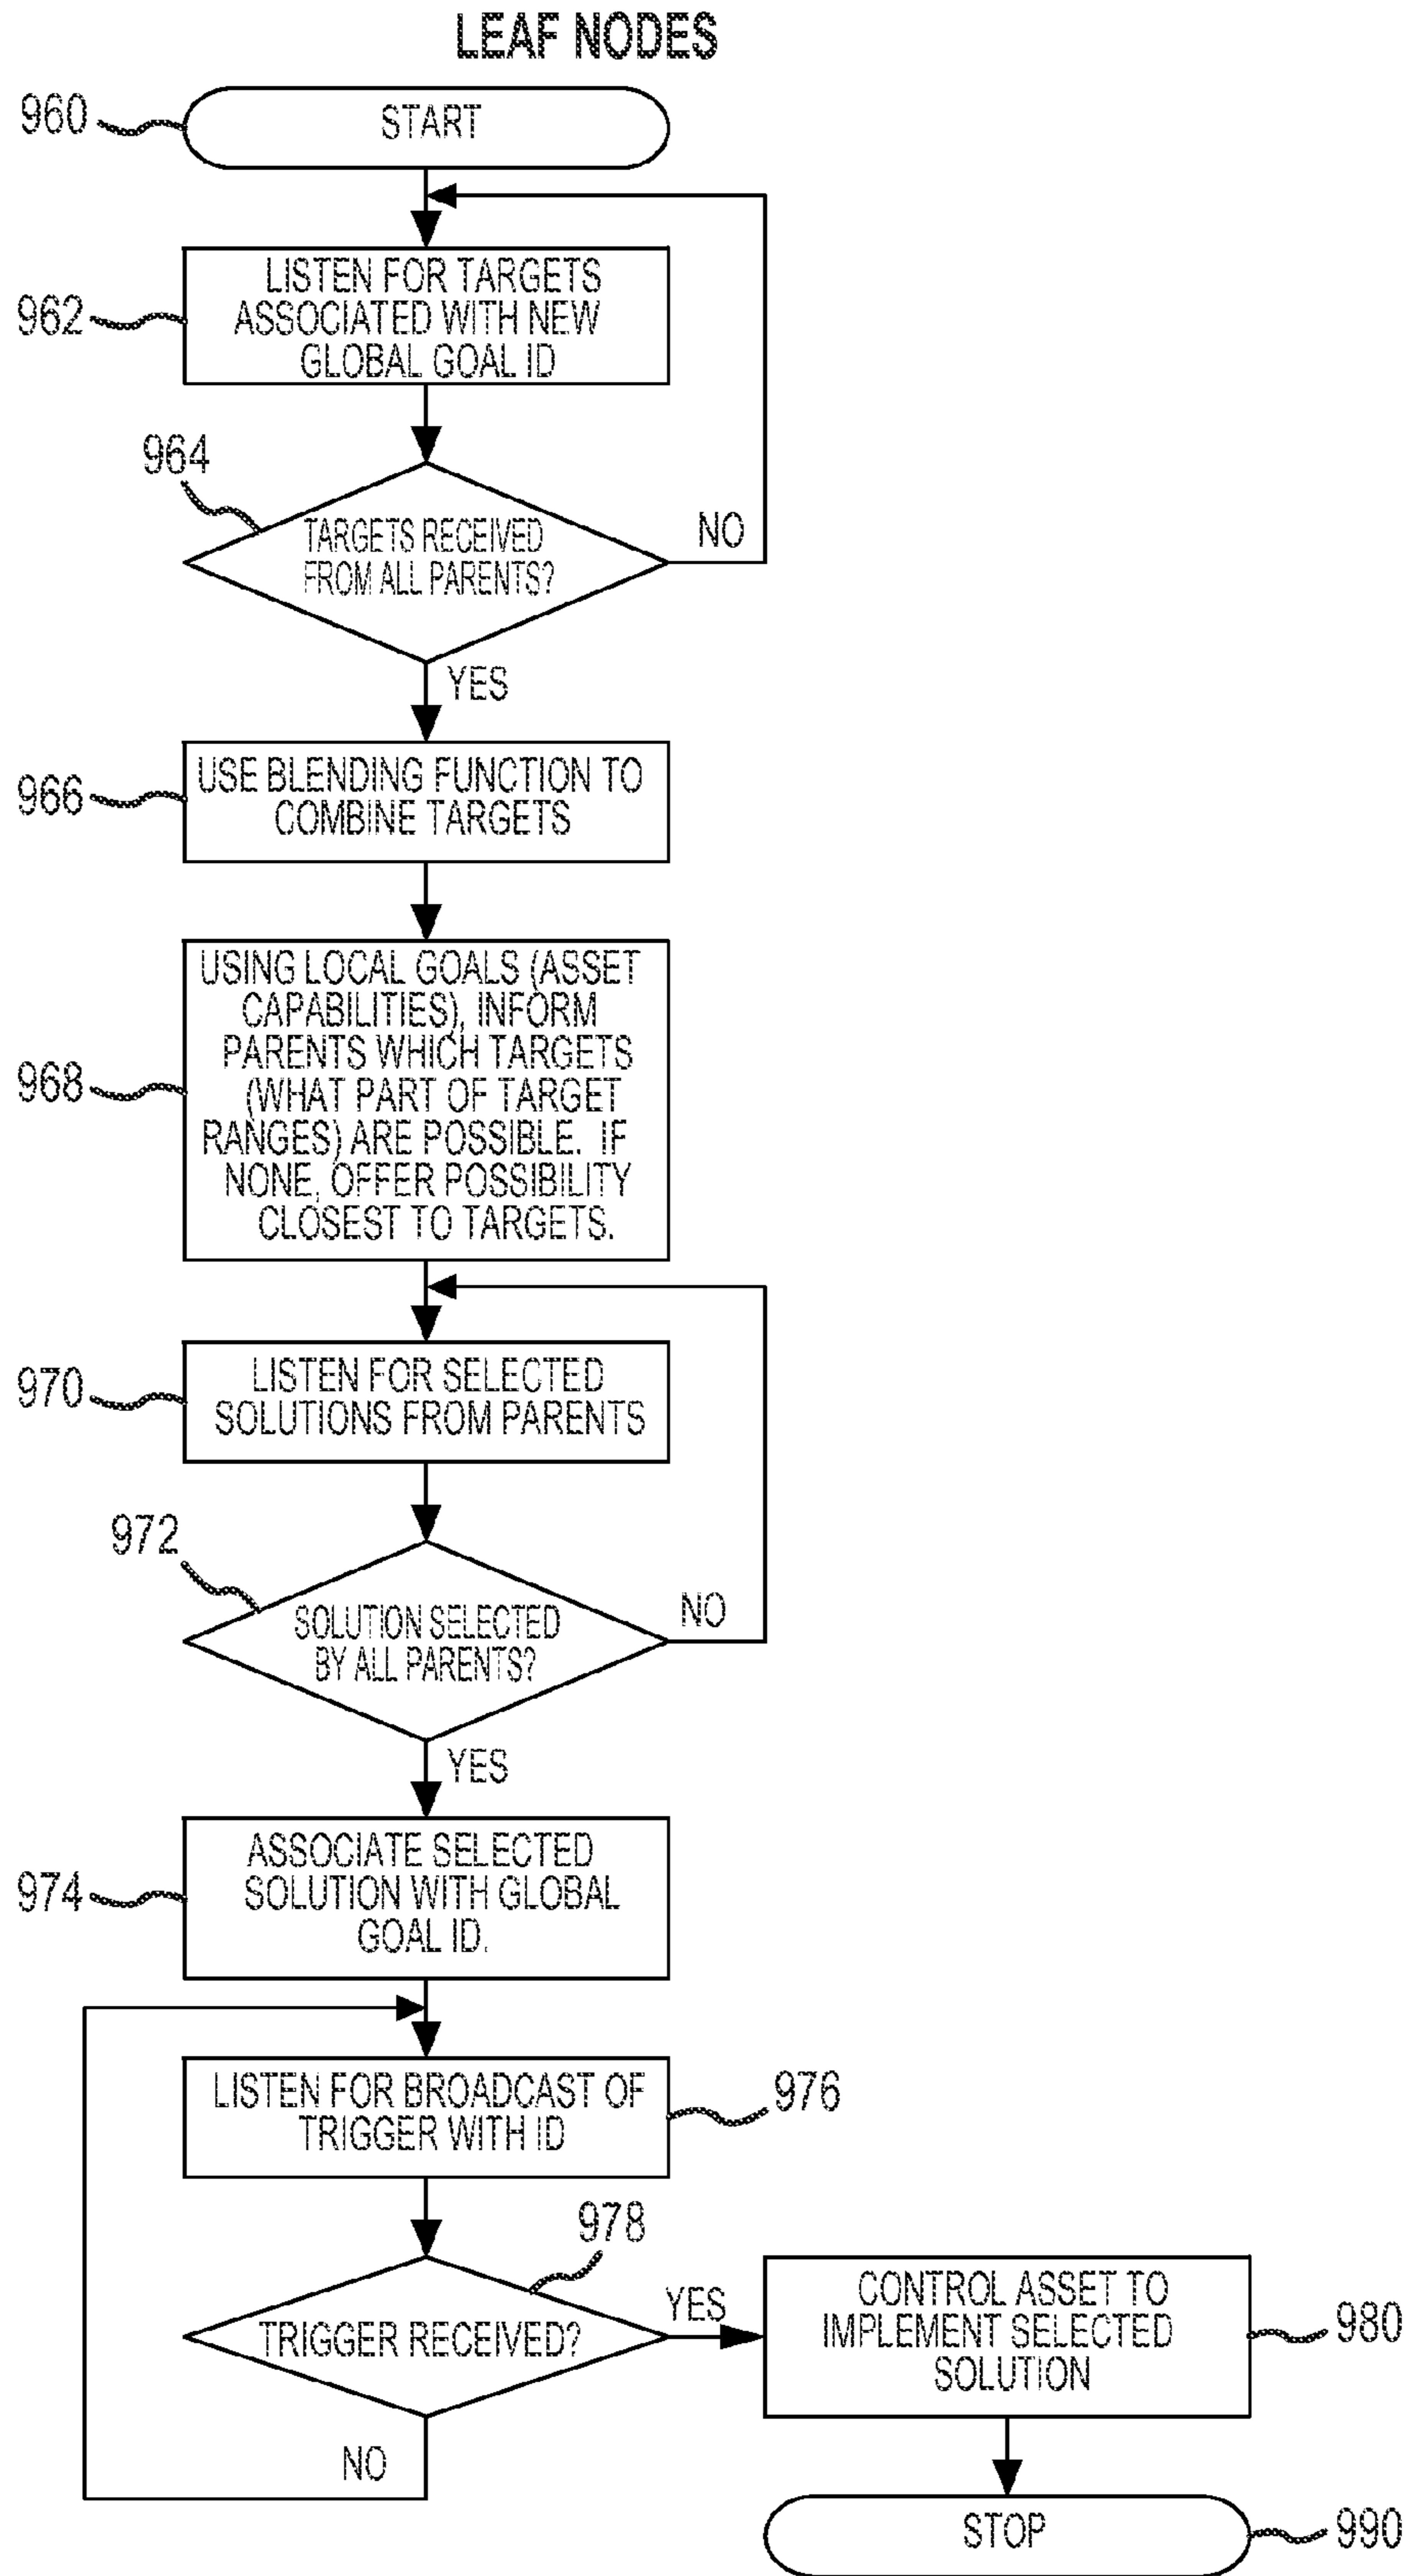 LEAF NODES
960
START
962
LISTEN FOR TARGETS
ASSOCIATED WITH NEW
GLOBAL GOAL ID
964
TARGETS RECEIVED
FROM ALL PARENTS?
NO
YES
966
USE BLENDING FUNCTION TO
COMBINE TARGETS
968
USING LOCAL GOALS (ASSET
CAPABILITIES), INFORM
PARENTS WHICH TARGETS
(WHAT PART OF TARGET
RANGES) ARE POSSIBLE. IF
NONE, OFFER POSSIBILITY
CLOSEST TO TARGETS.
970
LISTEN FOR SELECTED
SOLUTIONS FROM PARENTS
972
SOLUTION SELECTED
BY ALL PARENTS?
NO
YES
974
ASSOCIATE SELECTED
SOLUTION WITH GLOBAL
GOAL ID.
LISTEN FOR BROADCAST OF
TRIGGER WITH ID
976
978
TRIGGER RECEIVED?
YES
NO
CONTROL ASSET TO
IMPLEMENT SELECTED
SOLUTION
980
STOP
990